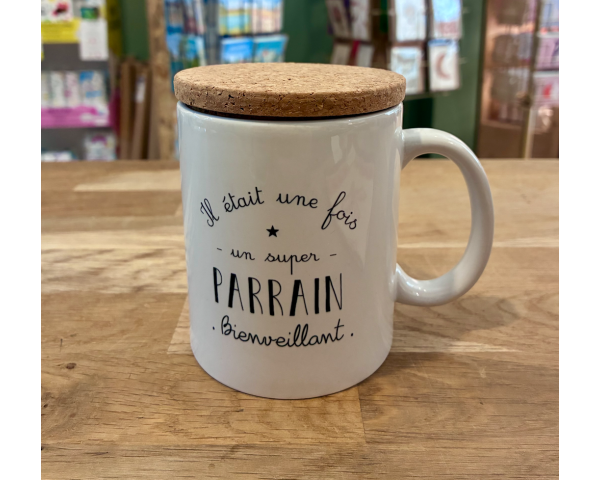 Il était une fois
★
- un super -
PARRAIN
. Bienveillant .